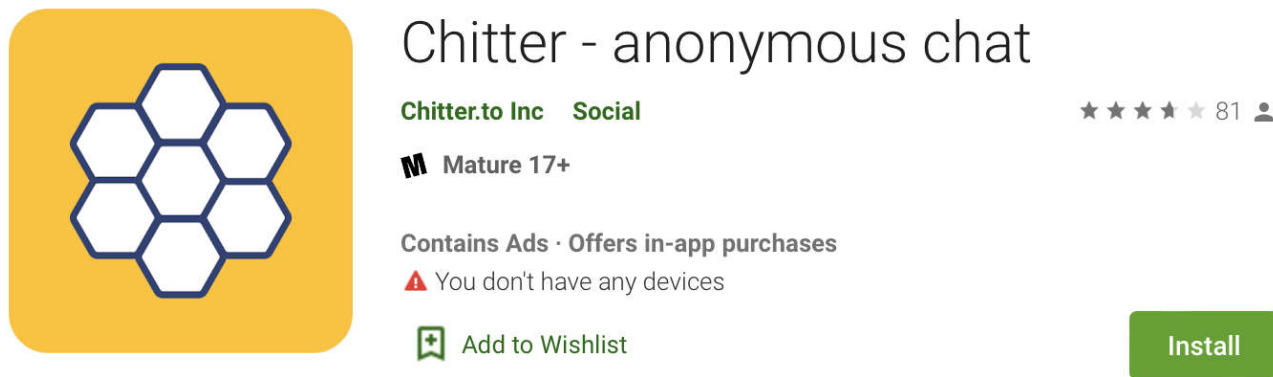 Chitter - anonymous chat
Chitter.to Inc Social 81
M Mature 17+
Contains Ads · Offers in-app purchases
You don't have any devices
Add to Wishlist
Install